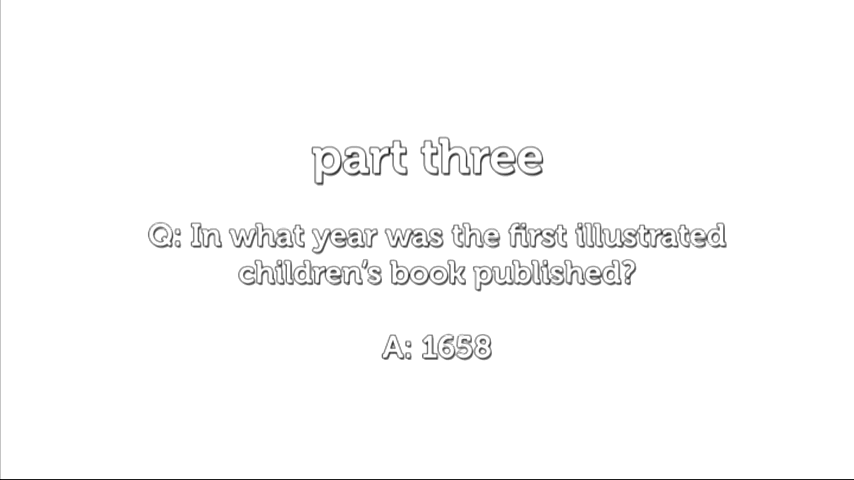 part three
Q: In what year was the first illustrated
children's book published?
A: 1658